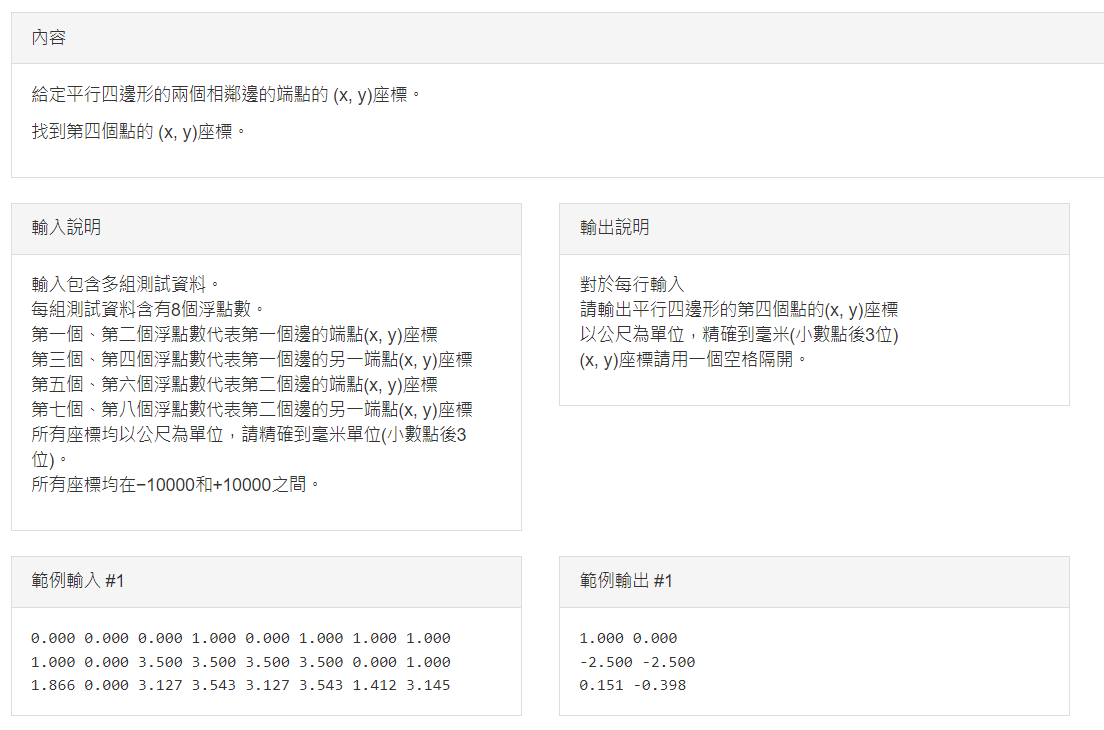 內容
給定平行四邊形的兩個相鄰邊的端點的 (x, y)座標。
找到第四個點的 (x, y)座標。
輸入說明
輸入包含多組測試資料。
每組測試資料含有8個浮點數。
第一個、第二個浮點數代表第一個邊的端點(x, y)座標
第三個、第四個浮點數代表第一個邊的另一端點(x, y)座標
第五個、第六個浮點數代表第二個邊的端點(x, y)座標
第七個、第八個浮點數代表第二個邊的另一端點(x, y)座標
所有座標均以公尺為單位，請精確到毫米單位(小數點後3
位)。
所有座標均在−10000和+10000之間。
輸出說明
對於每行輸入
請輸出平行四邊形的第四個點的(x, y)座標
以公尺為單位，精確到毫米(小數點後3位)
(x, y)座標請用一個空格隔開。
範例輸入 #1
0.000 0.000 0.000 1.000 0.000 1.000 1.000 1.000
1.000 0.000 3.500 3.500 3.500 3.500 0.000 1.000
1.866 0.000 3.127 3.543 3.127 3.543 1.412 3.145
範例輸出 #1
1.000 0.000
-2.500 -2.500
0.151 -0.398